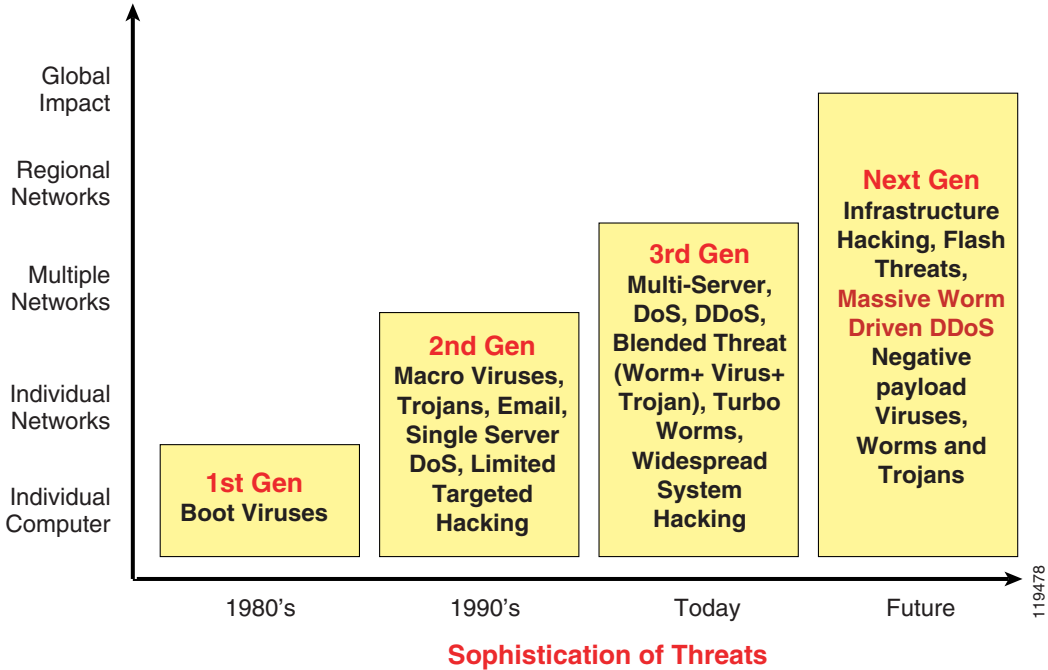 Global
Impact
Regional
Networks
Multiple
Networks
Individual
Networks
Individual
Computer
1st Gen
Boot Viruses
2nd Gen
Macro Viruses,
Trojans, Email,
Single Server
DoS, Limited
Targeted
Hacking
3rd Gen
Multi-Server,
DoS, DDoS,
Blended Threat
(Worm+ Virus+
Trojan), Turbo
Worms,
Widespread
System
Hacking
Next Gen
Infrastructure
Hacking, Flash
Threats,
Massive Worm
Driven DDoS
Negative
payload
Viruses,
Worms and
Trojans
1980's
1990's
Today
Future
Sophistication of Threats
119478